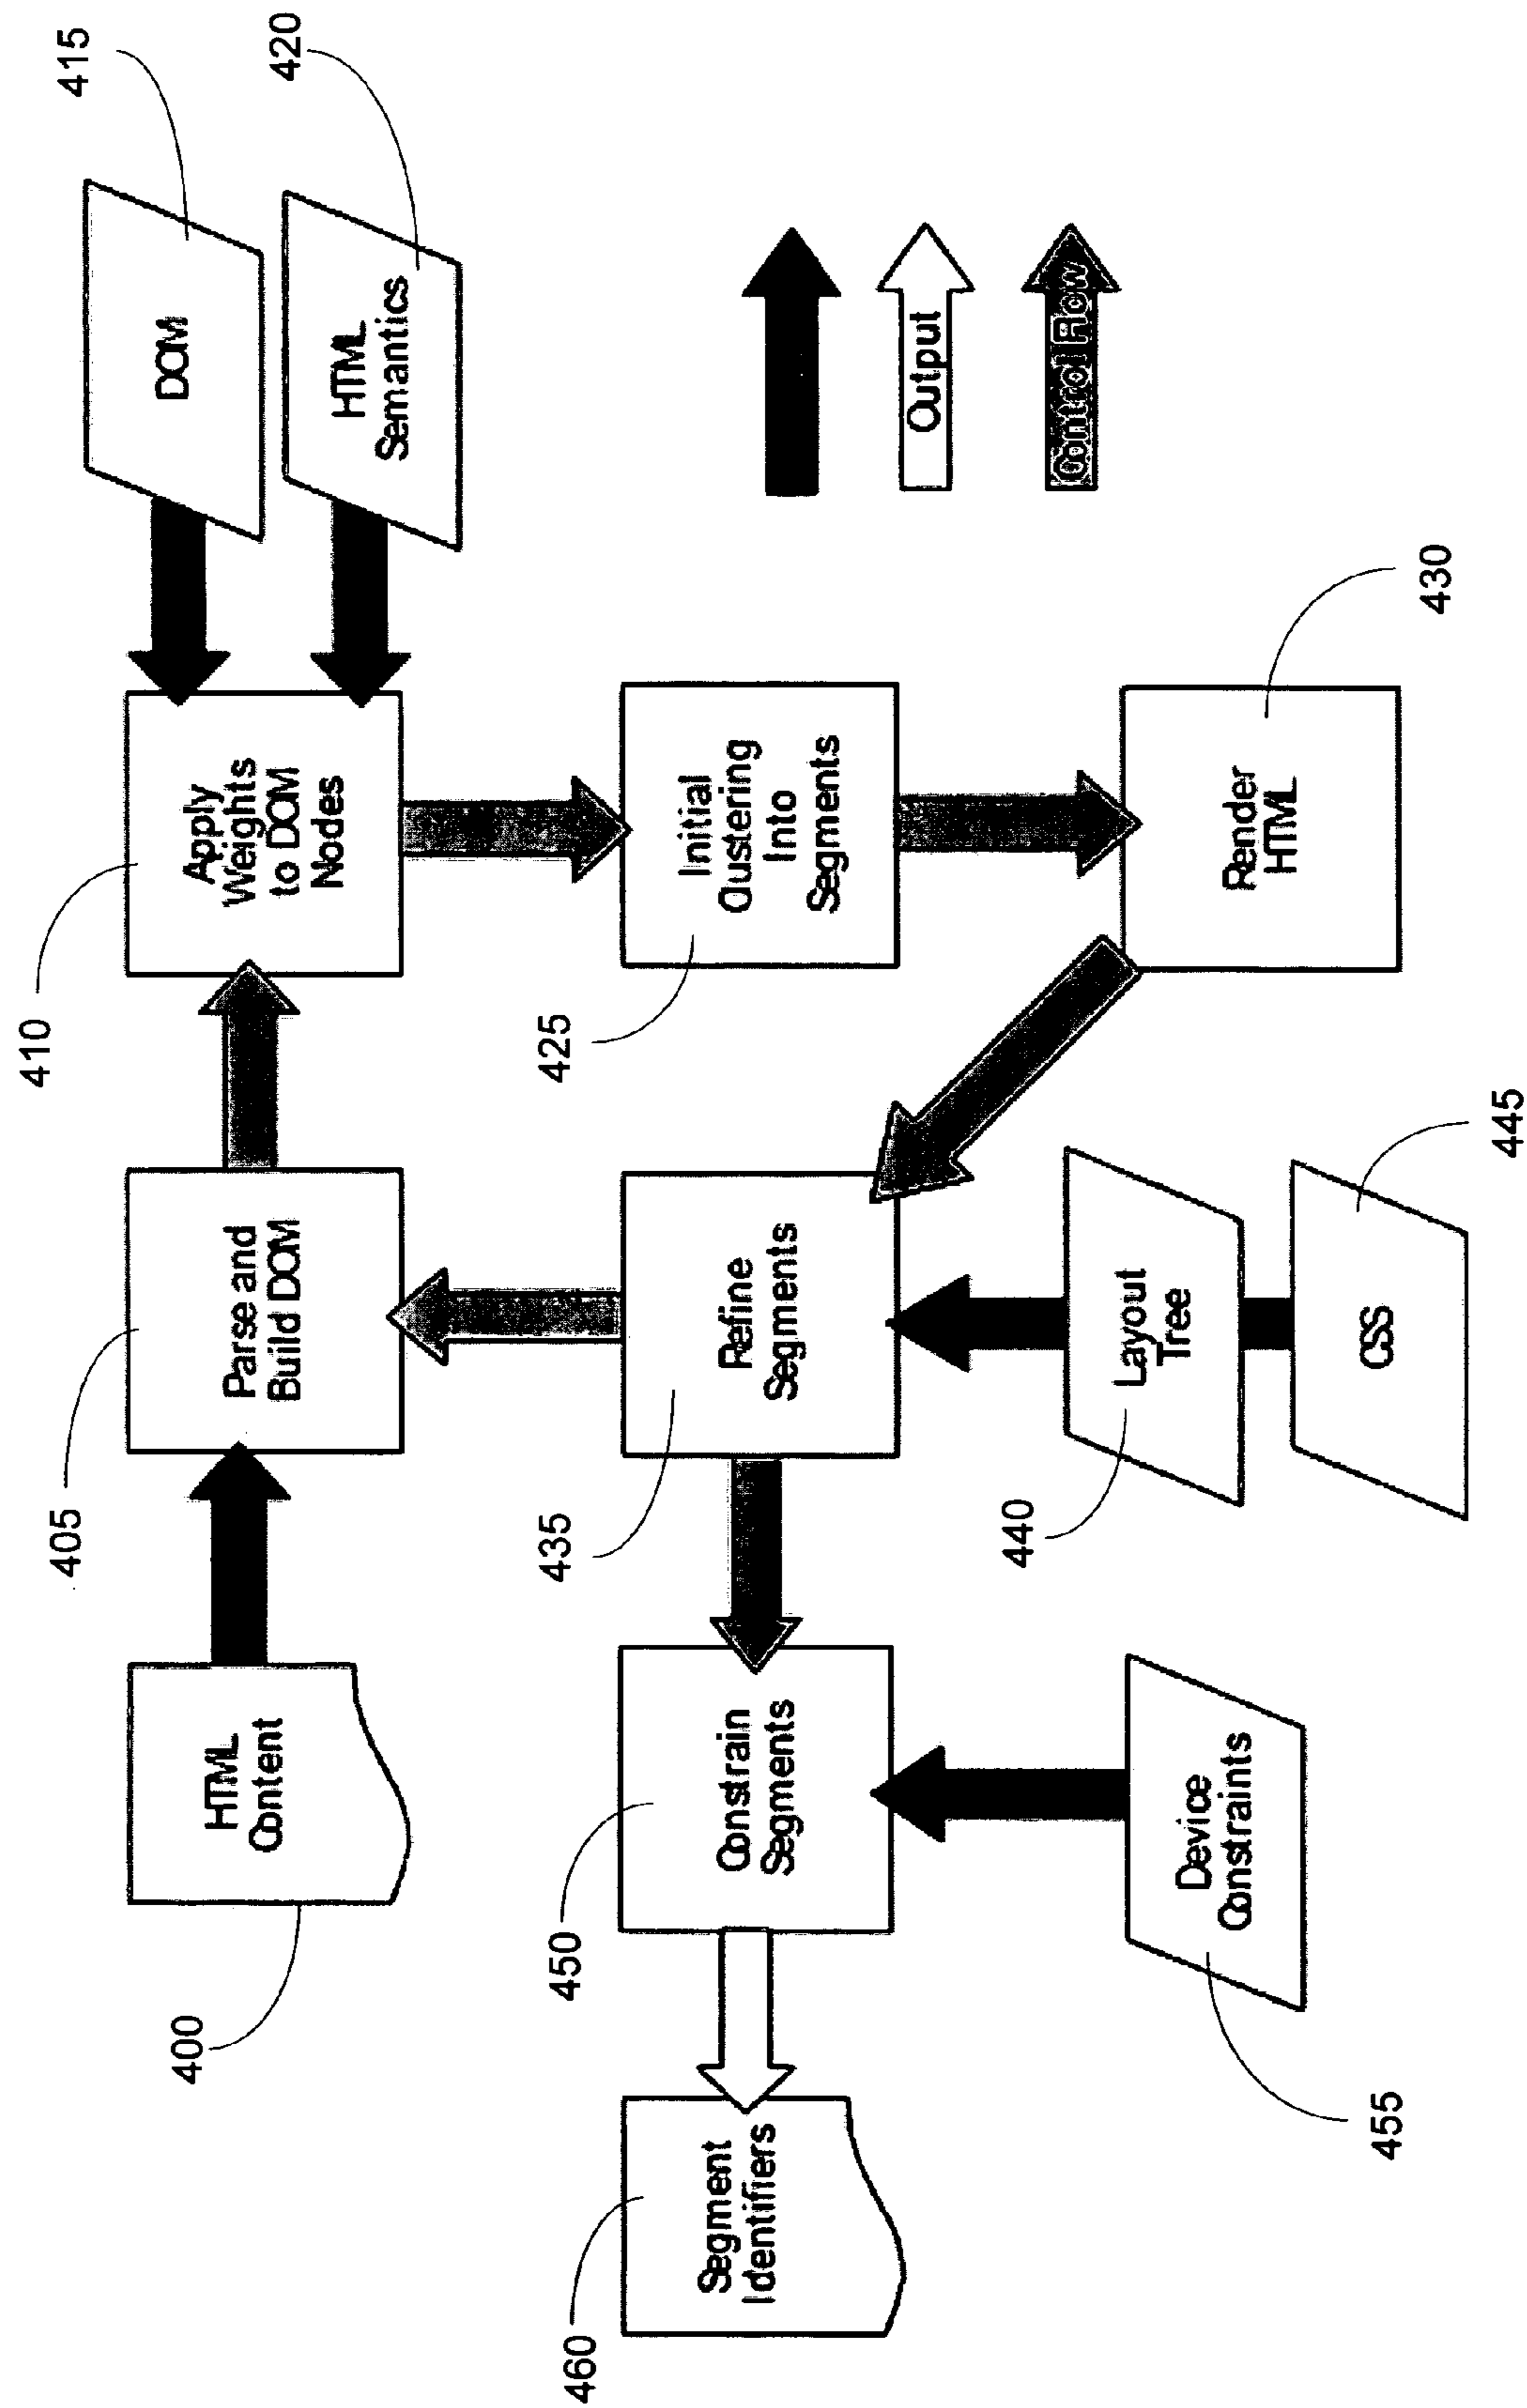 400
HTML
Content
405
Parse and
Build DOM
410
Apply
Weights
to DOM
Nodes
415
DOM
420
HTML
Semantics
460
Segment
Identifiers
450
Constrain
Segments
435
Refine
Segments
425
Initial
Clustering
Into
Segments
Output
Control Flow
455
Device
Constraints
440
Layout
Tree
445
CSS
430
Render
HTML